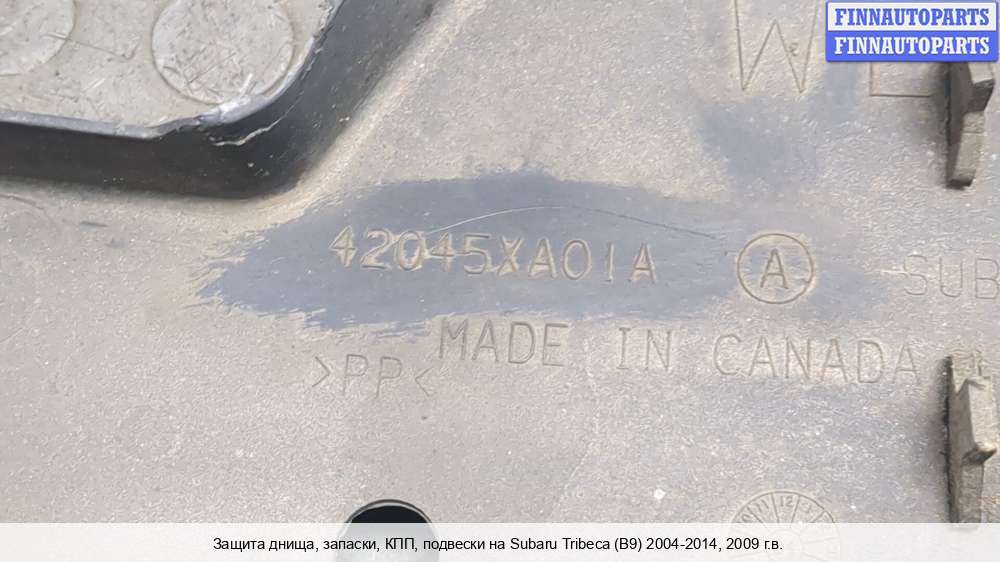 FINNAUTOPARTS
FINNAUTOPARTS
42045XA01A A SUB
MADE IN CANADA
>PP<
Защита днища, запаски, КПП, подвески на Subaru Tribeca (B9) 2004-2014, 2009 г.в.